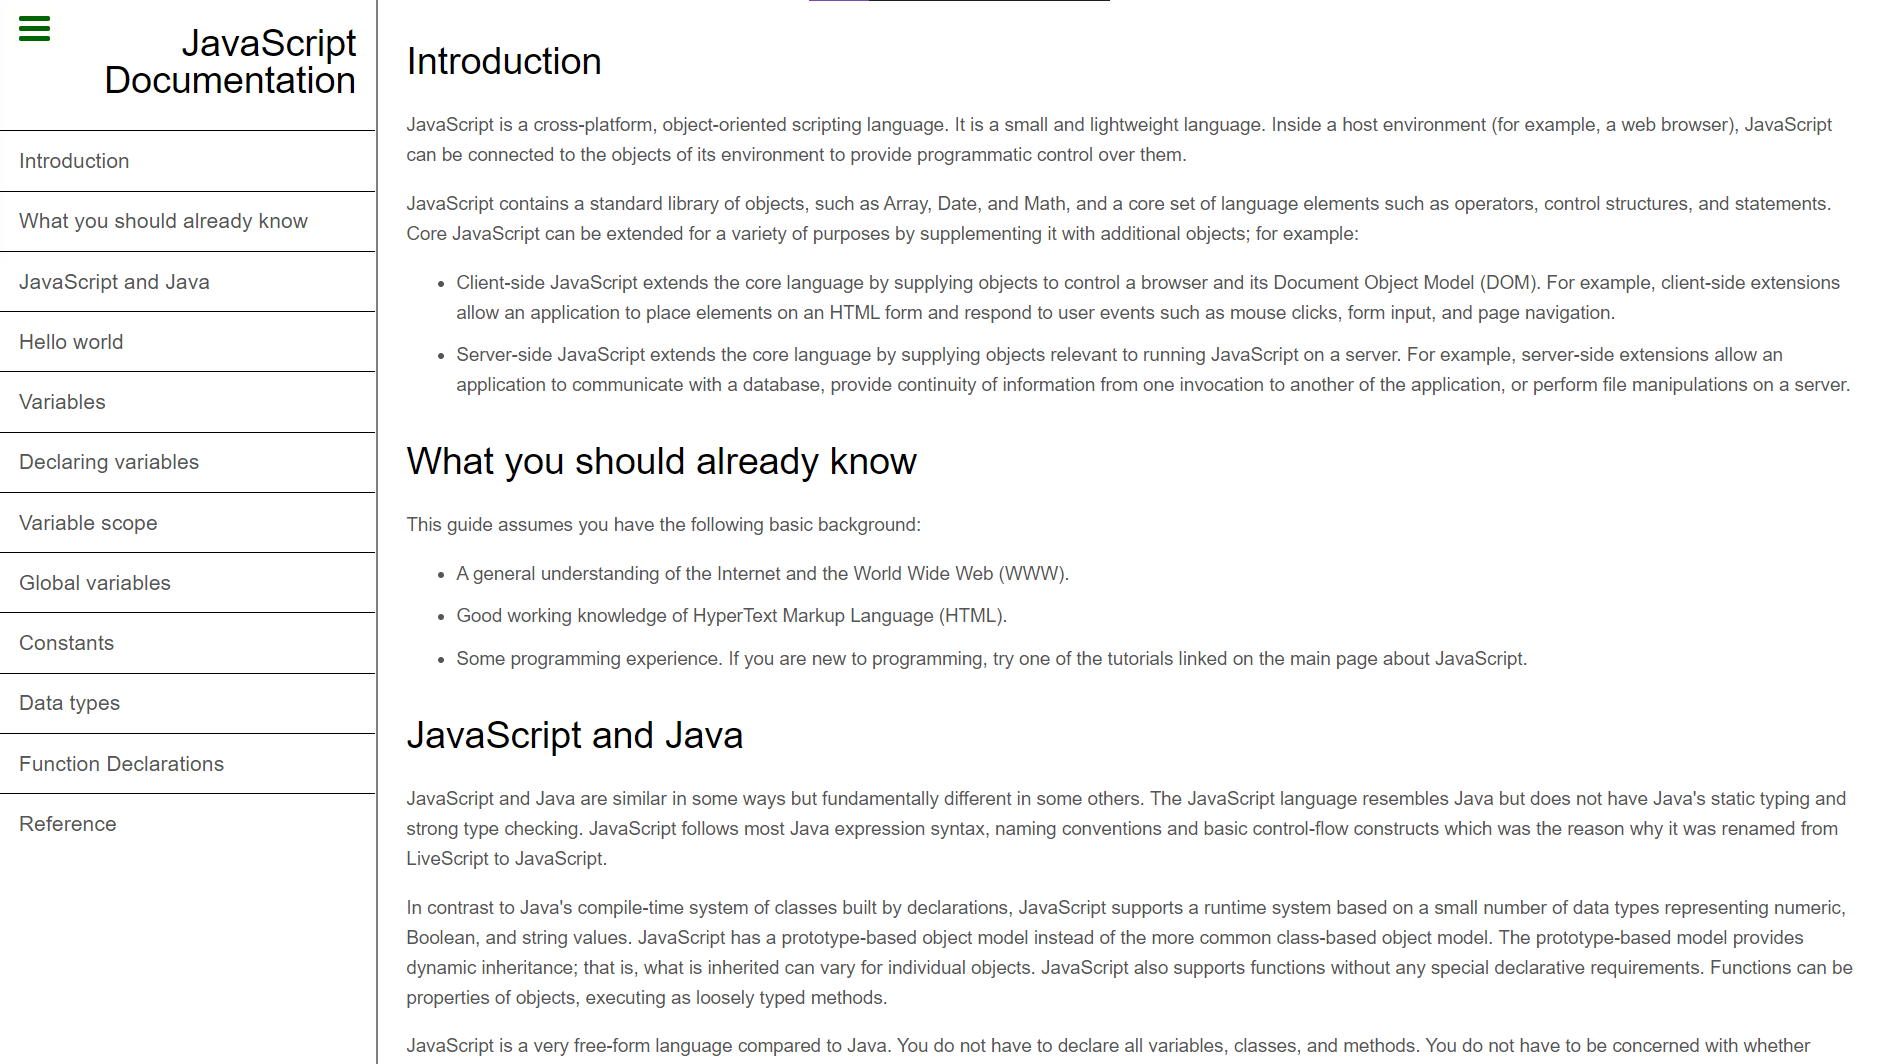 JavaScript
Documentation
Introduction
What you should already know
JavaScript and Java
Hello world
Variables
Declaring variables
Variable scope
Global variables
Constants
Data types
Function Declarations
Reference
Introduction
JavaScript is a cross-platform, object-oriented scripting language. It is a small and lightweight language. Inside a host environment (for example, a web browser), JavaScript
can be connected to the objects of its environment to provide programmatic control over them.
JavaScript contains a standard library of objects, such as Array, Date, and Math, and a core set of language elements such as operators, control structures, and statements.
Core JavaScript can be extended for a variety of purposes by supplementing it with additional objects; for example:
• Client-side JavaScript extends the core language by supplying objects to control a browser and its Document Object Model (DOM). For example, client-side extensions
allow an application to place elements on an HTML form and respond to user events such as mouse clicks, form input, and page navigation.
• Server-side JavaScript extends the core language by supplying objects relevant to running JavaScript on a server. For example, server-side extensions allow an
application to communicate with a database, provide continuity of information from one invocation to another of the application, or perform file manipulations on a server.
What you should already know
This guide assumes you have the following basic background:
• A general understanding of the Internet and the World Wide Web (WWW).
• Good working knowledge of HyperText Markup Language (HTML).
• Some programming experience. If you are new to programming, try one of the tutorials linked on the main page about JavaScript.
JavaScript and Java
JavaScript and Java are similar in some ways but fundamentally different in some others. The JavaScript language resembles Java but does not have Java's static typing and
strong type checking. JavaScript follows most Java expression syntax, naming conventions and basic control-flow constructs which was the reason why it was renamed from
LiveScript to JavaScript.
In contrast to Java's compile-time system of classes built by declarations, JavaScript supports a runtime system based on a small number of data types representing numeric,
Boolean, and string values. JavaScript has a prototype-based object model instead of the more common class-based object model. The prototype-based model provides
dynamic inheritance; that is, what is inherited can vary for individual objects. JavaScript also supports functions without any special declarative requirements. Functions can be
properties of objects, executing as loosely typed methods.
JavaScript is a very free-form language compared to Java. You do not have to declare all variables, classes, and methods. You do not have to be concerned with whether